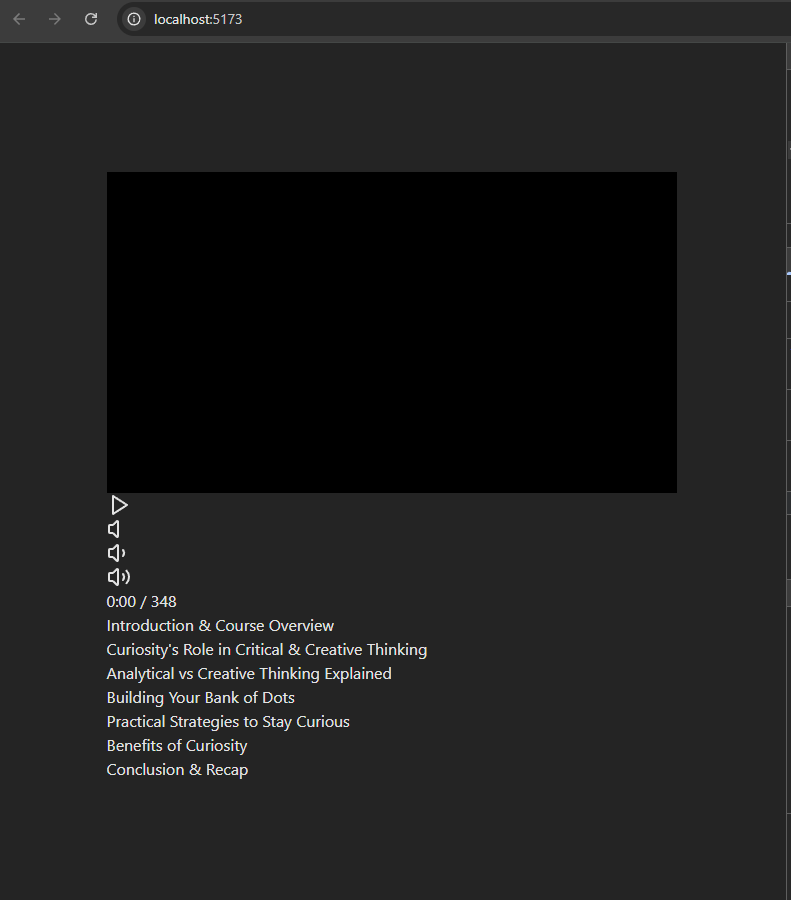 localhost:5173
0:00 / 348
Introduction & Course Overview
Curiosity's Role in Critical & Creative Thinking
Analytical vs Creative Thinking Explained
Building Your Bank of Dots
Practical Strategies to Stay Curious
Benefits of Curiosity
Conclusion & Recap